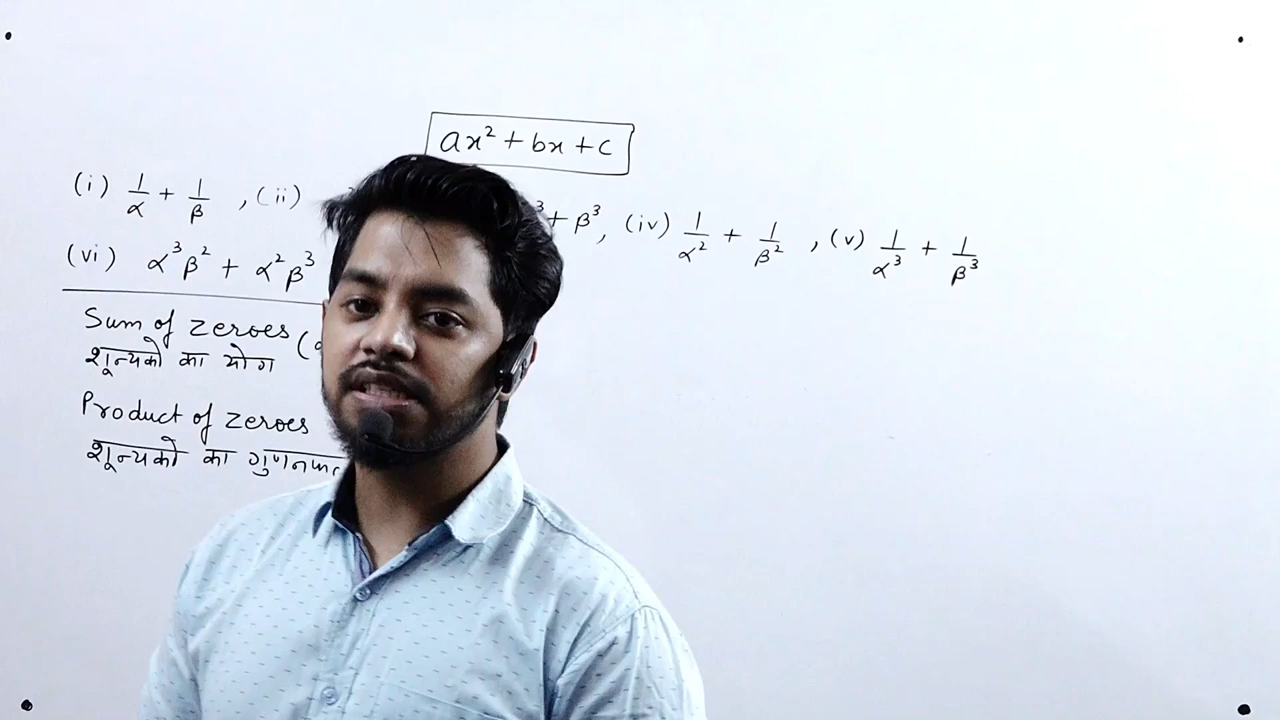 ax² + bx + c
(i) 1/α + 1/β , (ii) ³ + β³, (iv) 1/α² + 1/β² , (v) 1/α³ + 1/β³
(vi) α³β² + α²β³
Sum of zeroes (
शून्यको का योग
Product of zeroes
शून्यको का